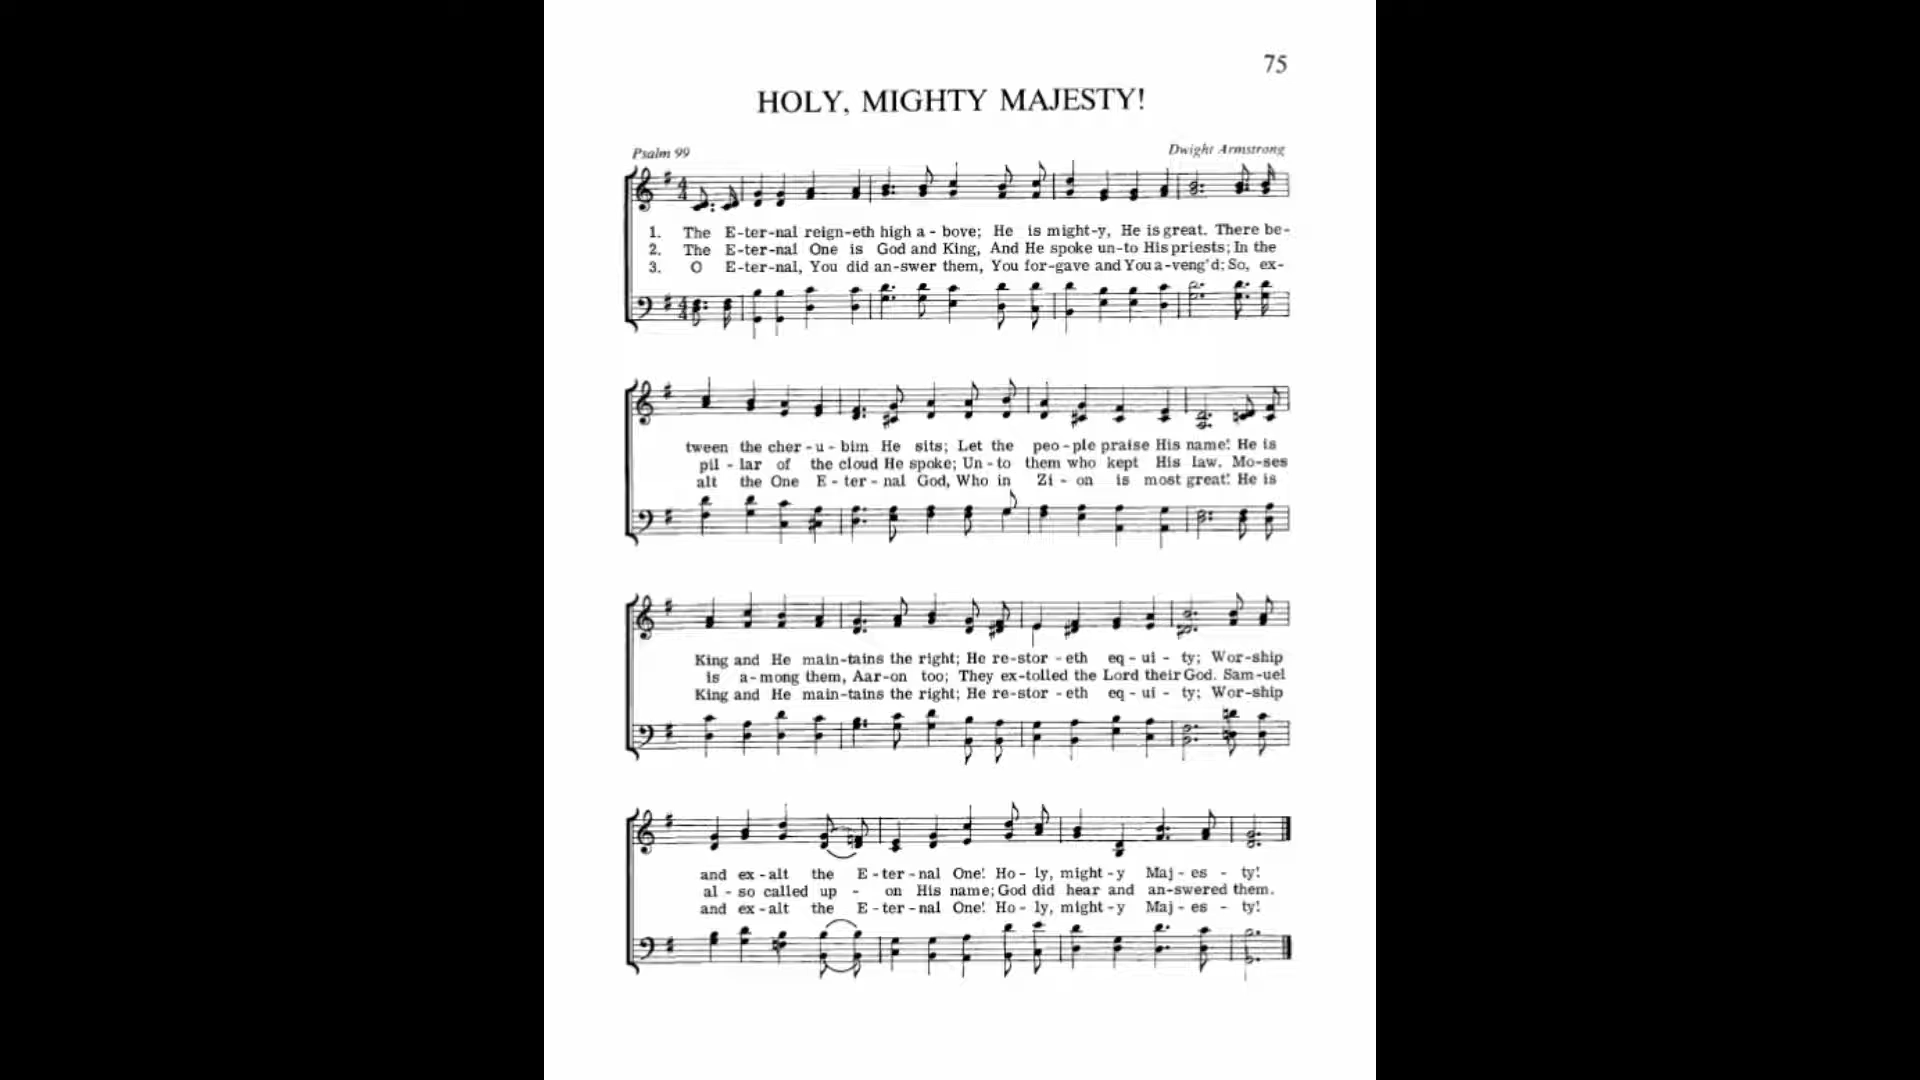 75
HOLY, MIGHTY MAJESTY!
Psalm 99 Dwight Armstrong
1. The E-ter-nal reign-eth high a - bove; He is might-y, He is great. There be-
2. The E-ter-nal One is God and King, And He spoke un-to His priests; In the
3. O E-ter-nal, You did an-swer them, You for-gave and You a-veng'd; So, ex-
tween the cher - u - bim He sits; Let the peo - ple praise His name! He is
pil - lar of the cloud He spoke; Un - to them who kept His law. Mo-ses
alt the One E - ter - nal God, Who in Zi - on is most great! He is
King and He main-tains the right; He re-stor - eth eq - ui - ty; Wor-ship
is a-mong them, Aar-on too; They ex-tolled the Lord their God. Sam-uel
King and He main-tains the right; He re-stor - eth eq - ui - ty; Wor-ship
and ex - alt the E - ter - nal One! Ho - ly, might - y Maj - es - ty!
al - so called up - on His name; God did hear and an-swered them.
and ex - alt the E - ter - nal One! Ho - ly, might - y Maj - es - ty!